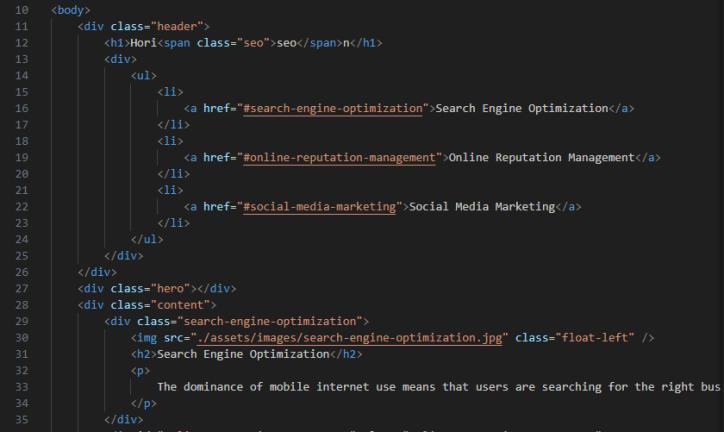 10 <body>
11 <div class="header">
12 <h1>Hori<span class="seo">seo</span>n</h1>
13 <div>
14 <ul>
15 <li>
16 <a href="#search-engine-optimization">Search Engine Optimization</a>
17 </li>
18 <li>
19 <a href="#online-reputation-management">Online Reputation Management</a>
20 </li>
21 <li>
22 <a href="#social-media-marketing">Social Media Marketing</a>
23 </li>
24 </ul>
25 </div>
26 </div>
27 <div class="hero"></div>
28 <div class="content">
29 <div class="search-engine-optimization">
30 <img src="./assets/images/search-engine-optimization.jpg" class="float-left" />
31 <h2>Search Engine Optimization</h2>
32 <p>
33 The dominance of mobile internet use means that users are searching for the right bus
34 </p>
35 </div>